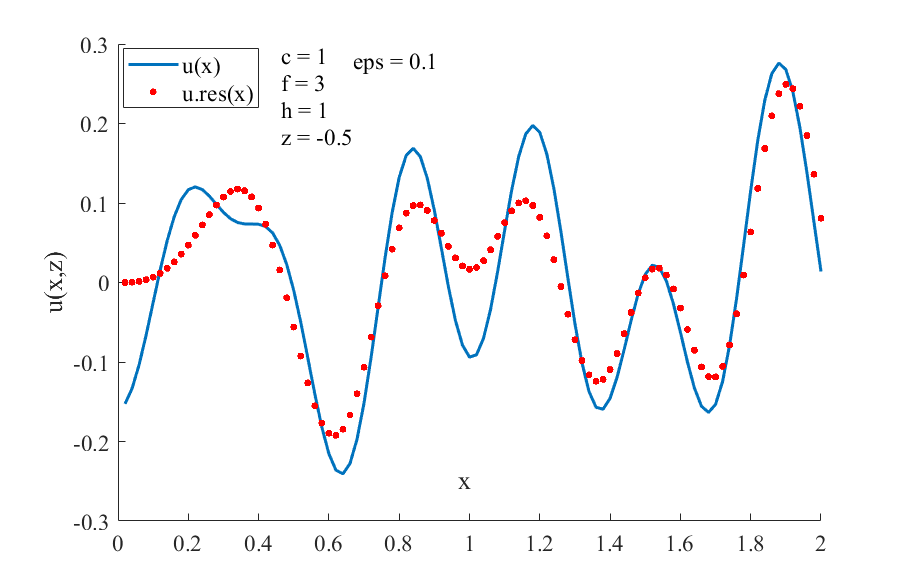 0.3
0.2
0.1
0
-0.1
-0.2
-0.3
u(x,z)
u(x)
u.res(x)
c = 1
f = 3
h = 1
z = -0.5
eps = 0.1
x
0 0.2 0.4 0.6 0.8 1 1.2 1.4 1.6 1.8 2